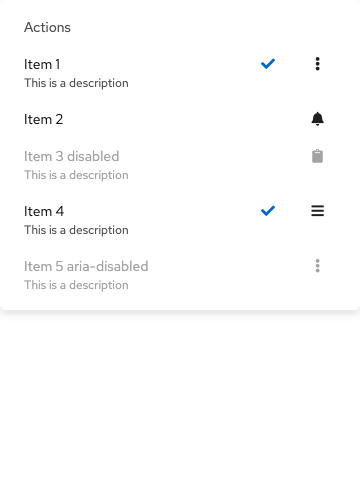 Actions
Item 1
This is a description
Item 2
Item 3 disabled
This is a description
Item 4
This is a description
Item 5 aria-disabled
This is a description